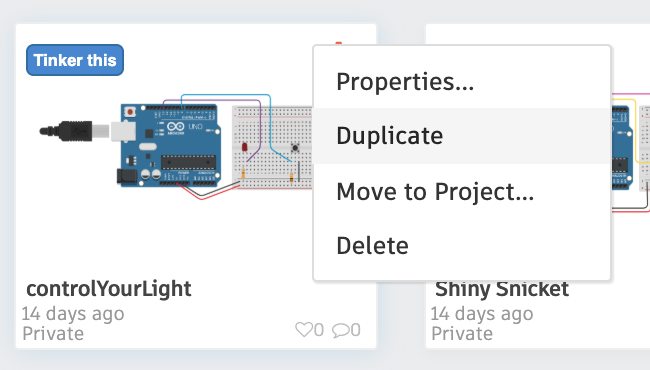 Tinker this
UNO
Properties...
Duplicate
Move to Project...
Delete
controlYourLight
14 days ago
Private
0 0
Shiny Snicket
14 days ago
Private